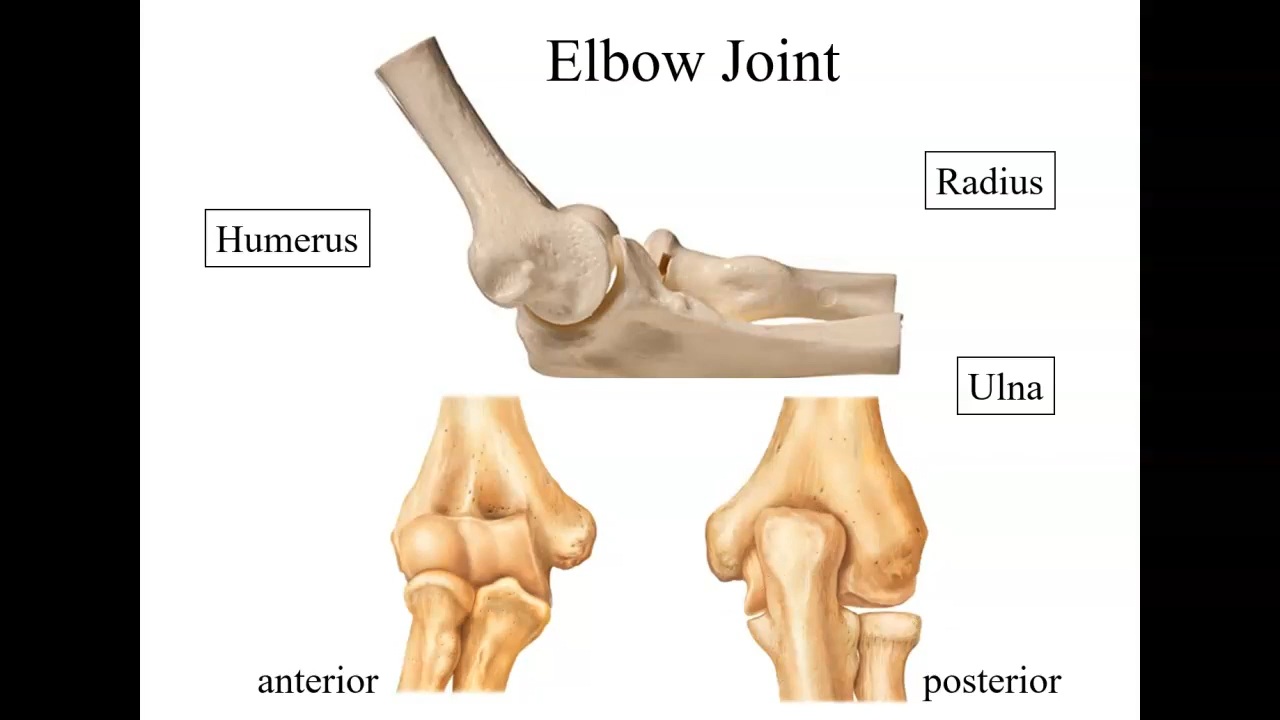 Elbow Joint
Radius
Humerus
Ulna
anterior
posterior